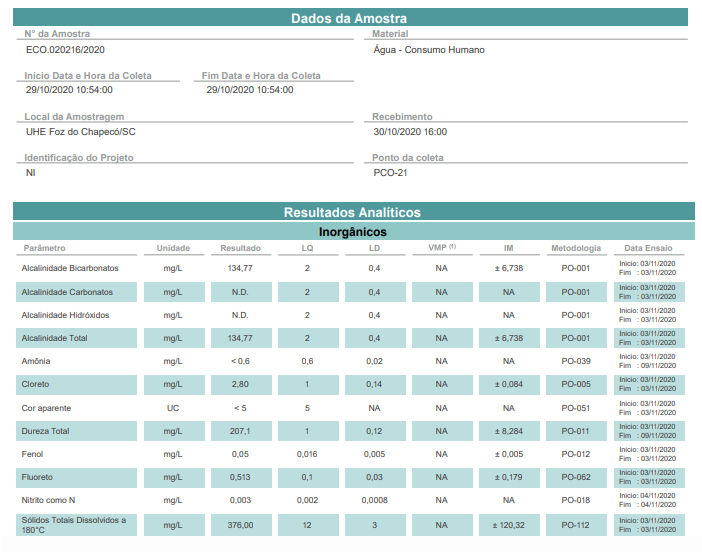 Dados da Amostra
N° da Amostra Material
ECO.020216/2020 Água - Consumo Humano
Início Data e Hora da Coleta Fim Data e Hora da Coleta
29/10/2020 10:54:00 29/10/2020 10:54:00
Local da Amostragem Recebimento
UHE Foz do Chapecó/SC 30/10/2020 16:00
Identificação do Projeto Ponto da coleta
NI PCO-21
Resultados Analíticos
Inorgânicos
Parâmetro Unidade Resultado LQ LD VMP (1) IM Metodologia Data Ensaio
Alcalinidade Bicarbonatos mg/L 134,77 2 0,4 NA ± 6,738 PO-001 Inicio: 03/11/2020
Fim : 03/11/2020
Alcalinidade Carbonatos mg/L N.D. 2 0,4 NA NA PO-001 Inicio: 03/11/2020
Fim : 03/11/2020
Alcalinidade Hidróxidos mg/L N.D. 2 0,4 NA NA PO-001 Inicio: 03/11/2020
Fim : 03/11/2020
Alcalinidade Total mg/L 134,77 2 0,4 NA ± 6,738 PO-001 Inicio: 03/11/2020
Fim : 03/11/2020
Amônia mg/L < 0,6 0,6 0,02 NA NA PO-039 Inicio: 03/11/2020
Fim : 09/11/2020
Cloreto mg/L 2,80 1 0,14 NA ± 0,084 PO-005 Inicio: 03/11/2020
Fim : 03/11/2020
Cor aparente UC < 5 5 NA NA NA PO-051 Inicio: 03/11/2020
Fim : 03/11/2020
Dureza Total mg/L 207,1 1 0,12 NA ± 8,284 PO-011 Inicio: 03/11/2020
Fim : 09/11/2020
Fenol mg/L 0,05 0,016 0,005 NA ± 0,005 PO-012 Inicio: 03/11/2020
Fim : 03/11/2020
Fluoreto mg/L 0,513 0,1 0,03 NA ± 0,179 PO-062 Inicio: 03/11/2020
Fim : 03/11/2020
Nitrito como N mg/L 0,003 0,002 0,0008 NA NA PO-018 Inicio: 04/11/2020
Fim : 04/11/2020
Sólidos Totais Dissolvidos a
180°C mg/L 376,00 12 3 NA ± 120,32 PO-112 Inicio: 03/11/2020
Fim : 03/11/2020